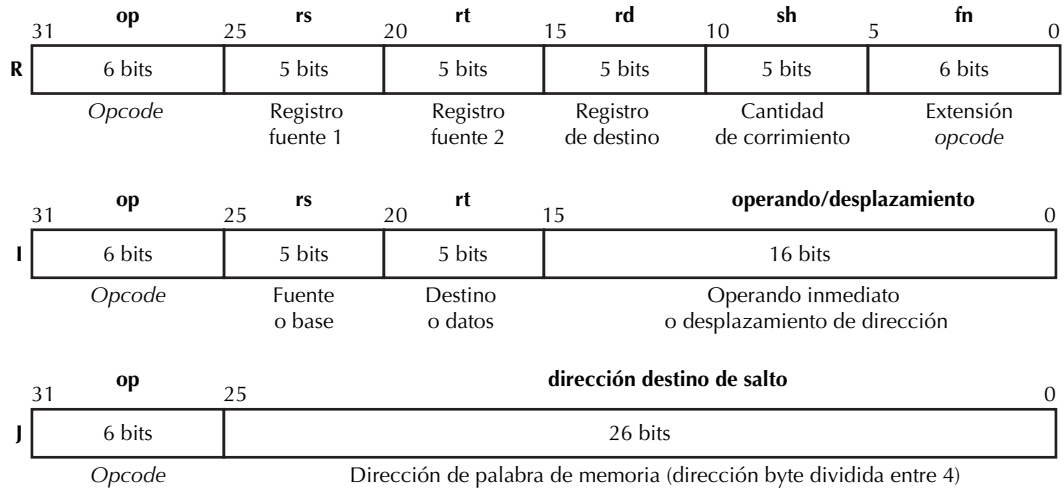 op rs rt rd sh fn
31 25 20 15 10 5 0
R 6 bits 5 bits 5 bits 5 bits 5 bits 6 bits
Opcode Registro Registro Registro Cantidad Extensión
fuente 1 fuente 2 de destino de corrimiento opcode
op rs rt operando/desplazamiento
31 25 20 15 0
I 6 bits 5 bits 5 bits 16 bits
Opcode Fuente Destino Operando inmediato
o base o datos o desplazamiento de dirección
op dirección destino de salto
31 25 0
J 6 bits 26 bits
Opcode Dirección de palabra de memoria (dirección byte dividida entre 4)